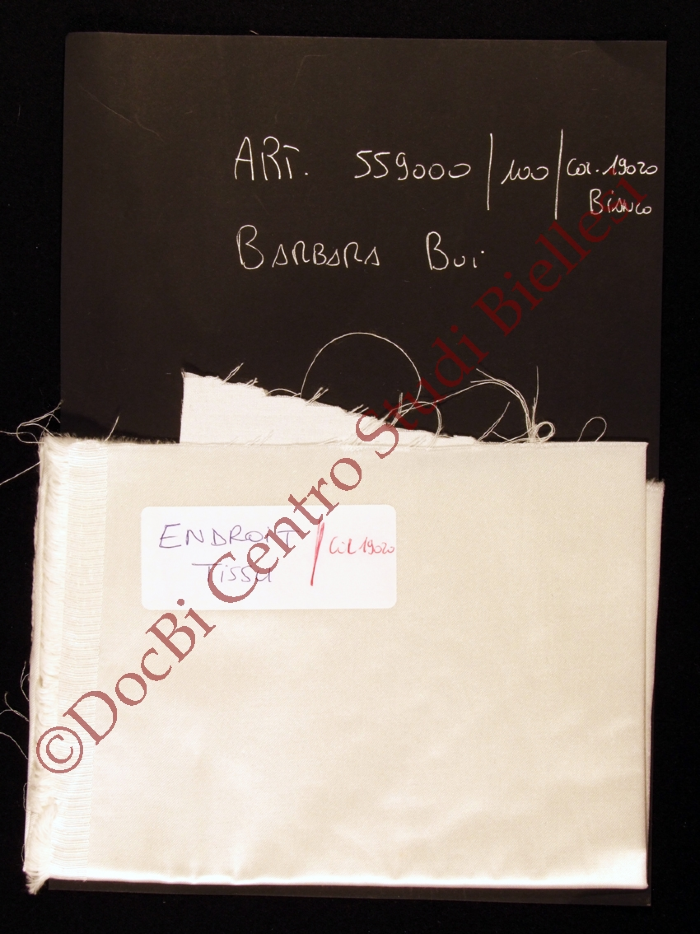 ART. 559000 / 100 / COL. 19020
BIANCO
BARBARA BUI
ENDROIT / COL 19020
TISSU
©DocBi Centro Studi Biellesi